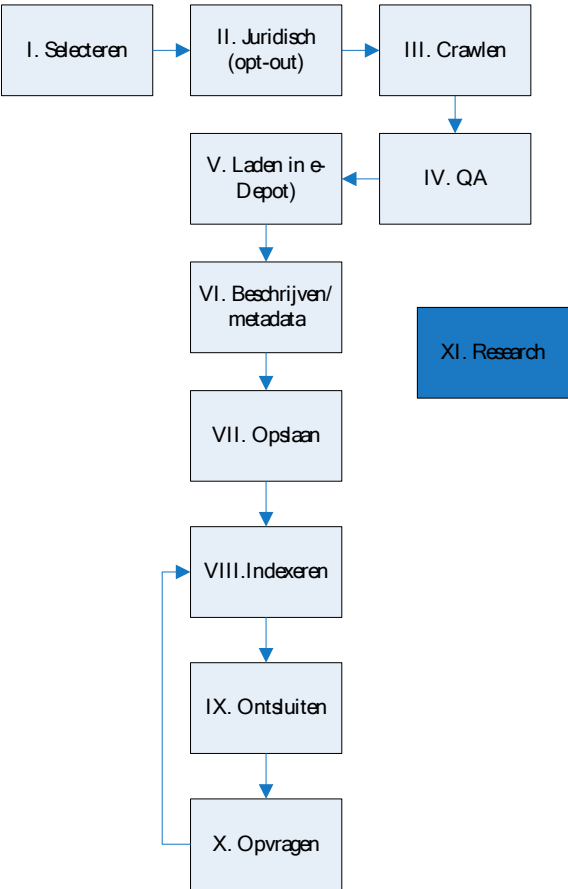 I. Selecteren
II. Juridisch
(opt-out)
III. Crawlen
V. Laden in e-
Depot)
IV. QA
VI. Beschrijven/
metadata
XI. Research
VII. Opslaan
VIII.Indexeren
IX. Ontsluiten
X. Opvragen